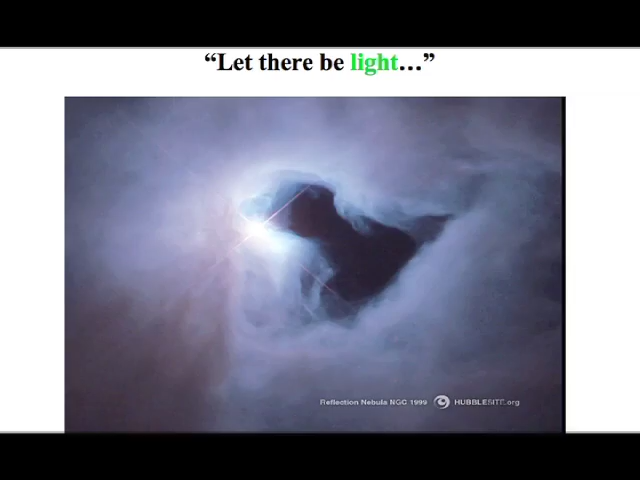 “Let there be light…”
Reflection Nebula NGC 1999 HUBBLESITE.org